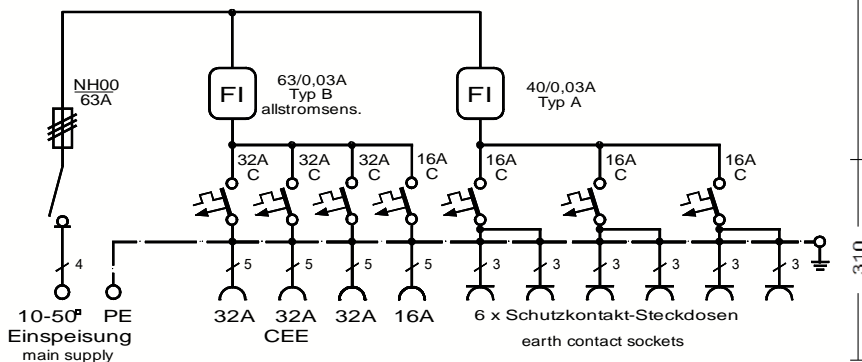 NH00
63A
FI
63/0,03A
Typ B
allstromsens.
FI
40/0,03A
Typ A
32A
C
32A
C
32A
C
16A
C
16A
C
16A
C
16A
C
4
5
5
5
5
3
3
3
3
3
3
310
10-50 PE
Einspeisung
main supply
32A 32A 32A 16A
CEE
6 x Schutzkontakt-Steckdosen
earth contact sockets